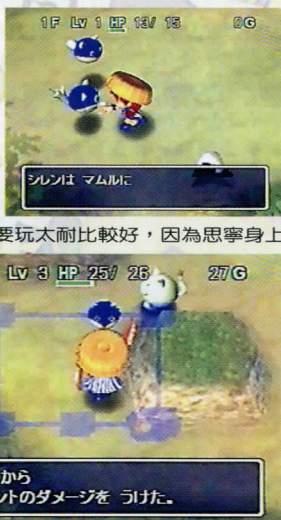 1F Lv 1 HP 13/ 15 0G
シレンは マムルに
要玩太耐比較好，因為思寧身上
Lv 3 HP 25/ 26 27G
から
ントのダメージを うけた。